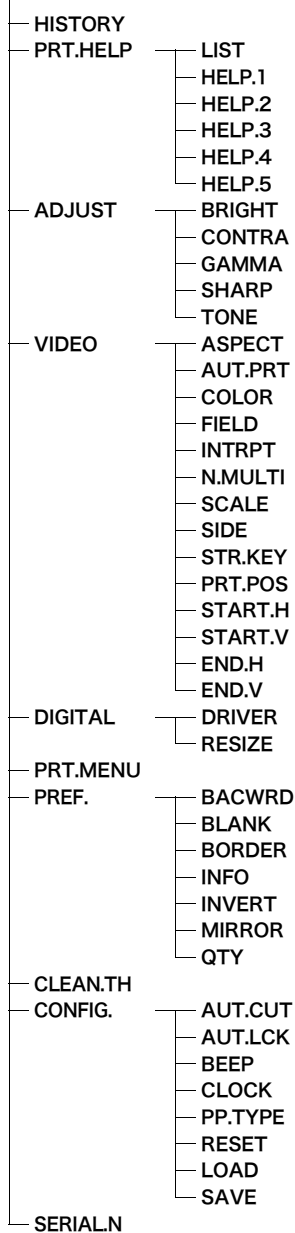 HISTORY
PRT.HELP LIST
HELP.1
HELP.2
HELP.3
HELP.4
HELP.5
ADJUST BRIGHT
CONTRA
GAMMA
SHARP
TONE
VIDEO ASPECT
AUT.PRT
COLOR
FIELD
INTRPT
N.MULTI
SCALE
SIDE
STR.KEY
PRT.POS
START.H
START.V
END.H
END.V
DIGITAL DRIVER
RESIZE
PRT.MENU
PREF. BACWRD
BLANK
BORDER
INFO
INVERT
MIRROR
QTY
CLEAN.TH
CONFIG. AUT.CUT
AUT.LCK
BEEP
CLOCK
PP.TYPE
RESET
LOAD
SAVE
SERIAL.N